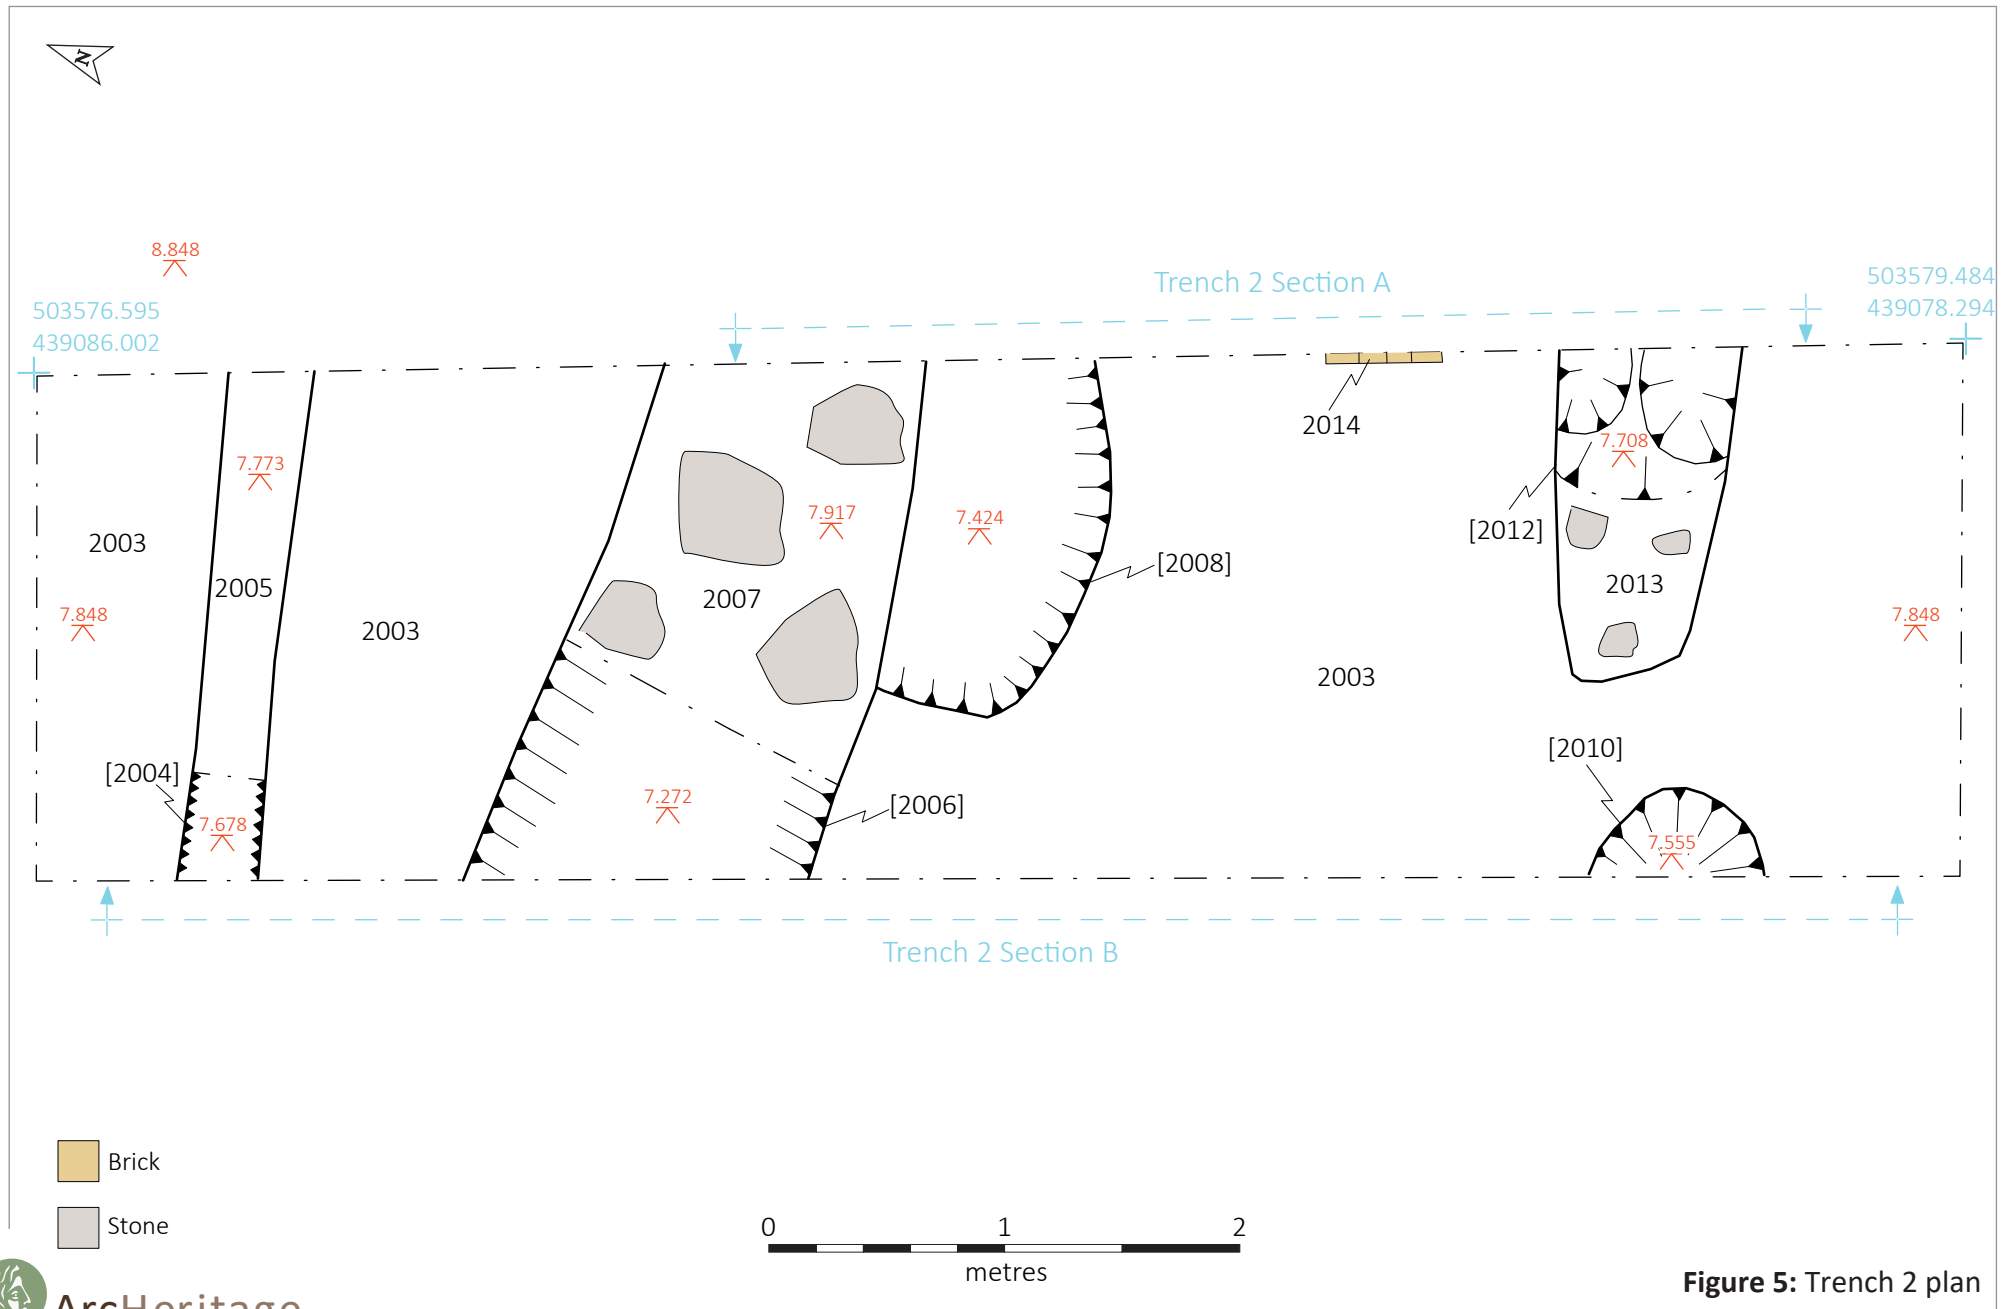 N
8.848
503576.595
439086.002
Trench 2 Section A
503579.484
439078.294
7.773
2003
2005
7.848
2003
[2004]
7.678
7.917
2007
7.424
[2008]
7.272
[2006]
2014
2003
7.708
[2012]
2013
7.848
[2010]
7.555
Trench 2 Section B
Brick
Stone
0 1 2
metres
Figure 5: Trench 2 plan
ArcHeritage